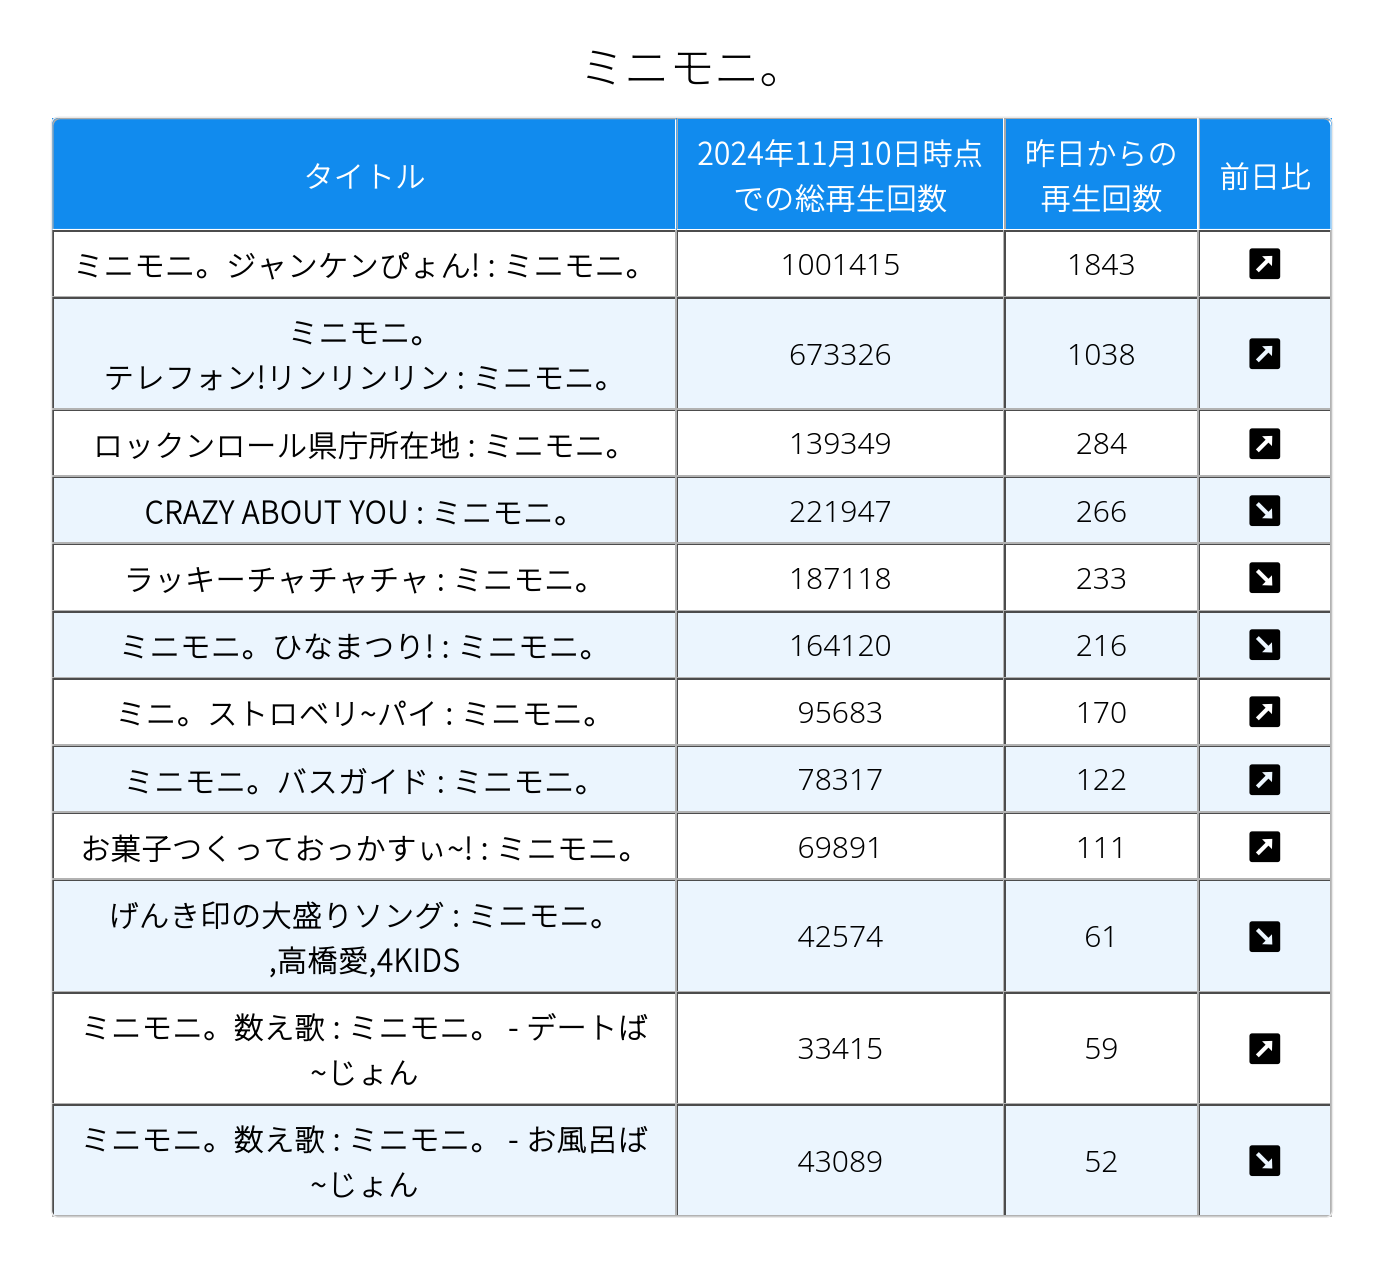 ミニモニ。
タイトル
2024年11月10日時点
での総再生回数
昨日からの
再生回数
前日比
ミニモニ。ジャンケンぴょん! : ミニモニ。
1001415
1843
↗
ミニモニ。
テレフォン!リンリンリン : ミニモニ。
673326
1038
↗
ロックンロール県庁所在地 : ミニモニ。
139349
284
↗
CRAZY ABOUT YOU : ミニモニ。
221947
266
↘
ラッキーチャチャチャ : ミニモニ。
187118
233
↘
ミニモニ。ひなまつり! : ミニモニ。
164120
216
↘
ミニ。ストロベリ~パイ : ミニモニ。
95683
170
↗
ミニモニ。バスガイド : ミニモニ。
78317
122
↗
お菓子つくっておっかすぃ~! : ミニモニ。
69891
111
↗
げんき印の大盛りソング : ミニモニ。
,高橋愛,4KIDS
42574
61
↘
ミニモニ。数え歌 : ミニモニ。 - デートば
~じょん
33415
59
↗
ミニモニ。数え歌 : ミニモニ。 - お風呂ば
~じょん
43089
52
↘